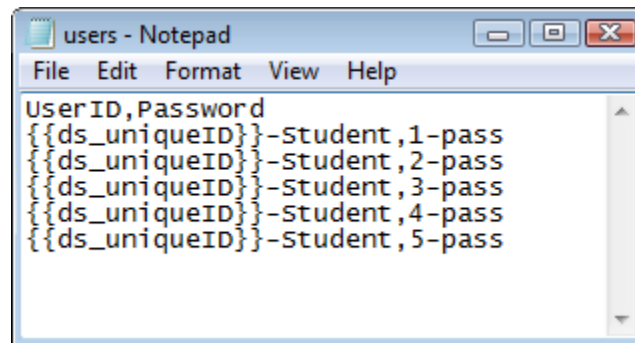 users - Notepad
File Edit Format View Help
UserID,Password
{{ds_uniqueID}}-Student,1-pass
{{ds_uniqueID}}-Student,2-pass
{{ds_uniqueID}}-Student,3-pass
{{ds_uniqueID}}-Student,4-pass
{{ds_uniqueID}}-Student,5-pass